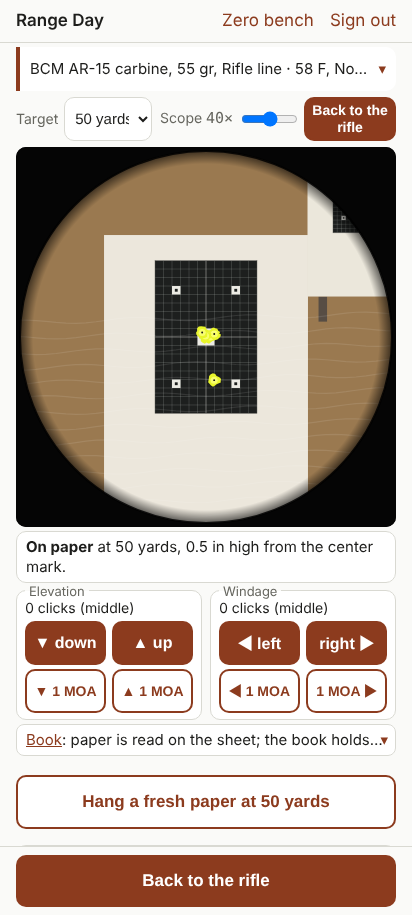 Range Day
Zero bench
Sign out
BCM AR-15 carbine, 55 gr, Rifle line · 58 F, No... ▾
Target
50 yards
Scope 40×
Back to the
rifle
On paper at 50 yards, 0.5 in high from the center
mark.
Elevation
0 clicks (middle)
▼ down
▲ up
▼ 1 MOA
▲ 1 MOA
Windage
0 clicks (middle)
◀ left
right ▶
◀ 1 MOA
1 MOA ▶
Book: paper is read on the sheet; the book holds...▾
Hang a fresh paper at 50 yards
Back to the rifle